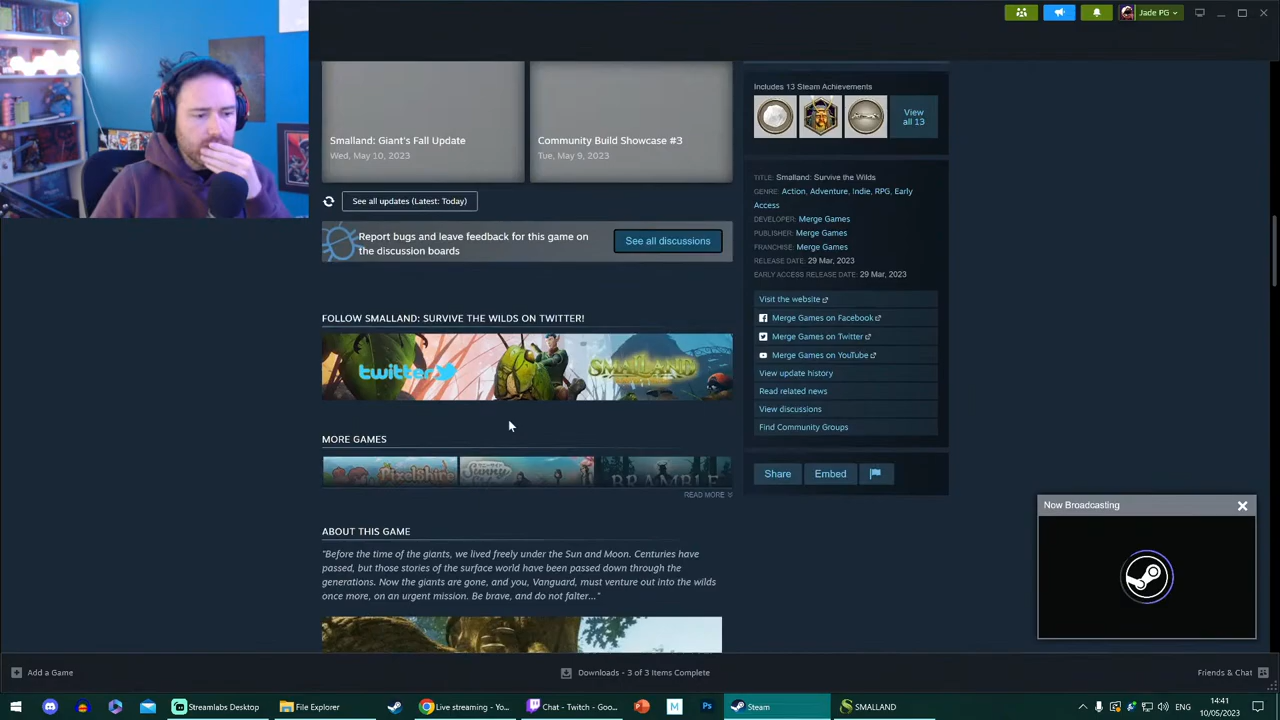 Jade PG
Smalland: Giant's Fall Update
Wed, May 10, 2023
Community Build Showcase #3
Tue, May 9, 2023
See all updates (Latest: Today)
Report bugs and leave feedback for this game on
the discussion boards
See all discussions
FOLLOW SMALLAND: SURVIVE THE WILDS ON TWITTER!
twitter
SMALLAND
MORE GAMES
Pixelshire
Sunny
BRAMBLE
READ MORE
ABOUT THIS GAME
"Before the time of the giants, we lived freely under the Sun and Moon. Centuries have
passed, but those stories of the surface world have been passed down through the
generations. Now the giants are gone, and you, Vanguard, must venture out into the wilds
once more, on an urgent mission. Be brave, and do not falter..."
Includes 13 Steam Achievements
View
all 13
TITLE: Smalland: Survive the Wilds
GENRE: Action, Adventure, Indie, RPG, Early
Access
DEVELOPER: Merge Games
PUBLISHER: Merge Games
FRANCHISE: Merge Games
RELEASE DATE: 29 Mar, 2023
EARLY ACCESS RELEASE DATE: 29 Mar, 2023
Visit the website
Merge Games on Facebook
Merge Games on Twitter
Merge Games on YouTube
View update history
Read related news
View discussions
Find Community Groups
Share
Embed
Now Broadcasting
Add a Game
Downloads - 3 of 3 Items Complete
Friends & Chat
Streamlabs Desktop
File Explorer
Live streaming - Yo...
Chat - Twitch - Goo...
M
Ps
Steam
SMALLAND
ENG
14:41
10/05/2023